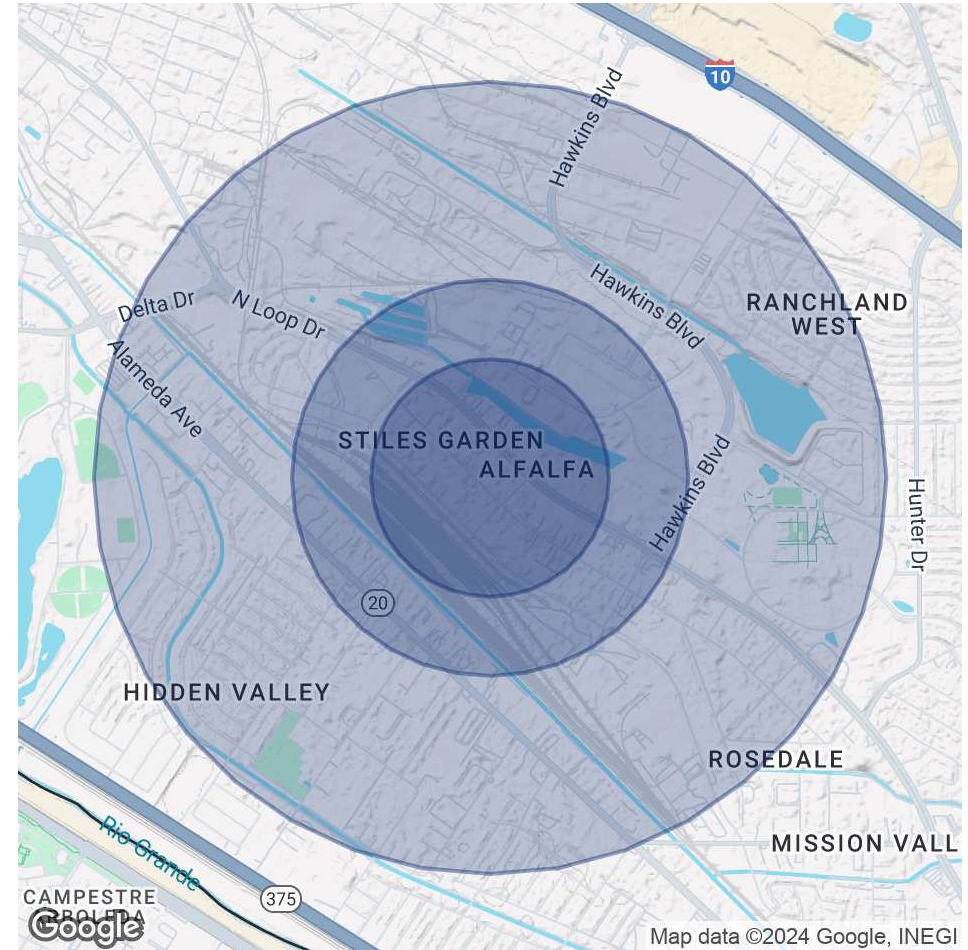 10
Hawkins Blvd
Hawkins Blvd
RANCHLAND
WEST
Delta Dr
N Loop Dr
Alameda Ave
STILES GARDEN
ALFALFA
Hawkins Blvd
Hunter Dr
20
HIDDEN VALLEY
ROSEDALE
Rio Grande
MISSION VALL
375
CAMPESTRE
Google
Map data ©2024 Google, INEGI